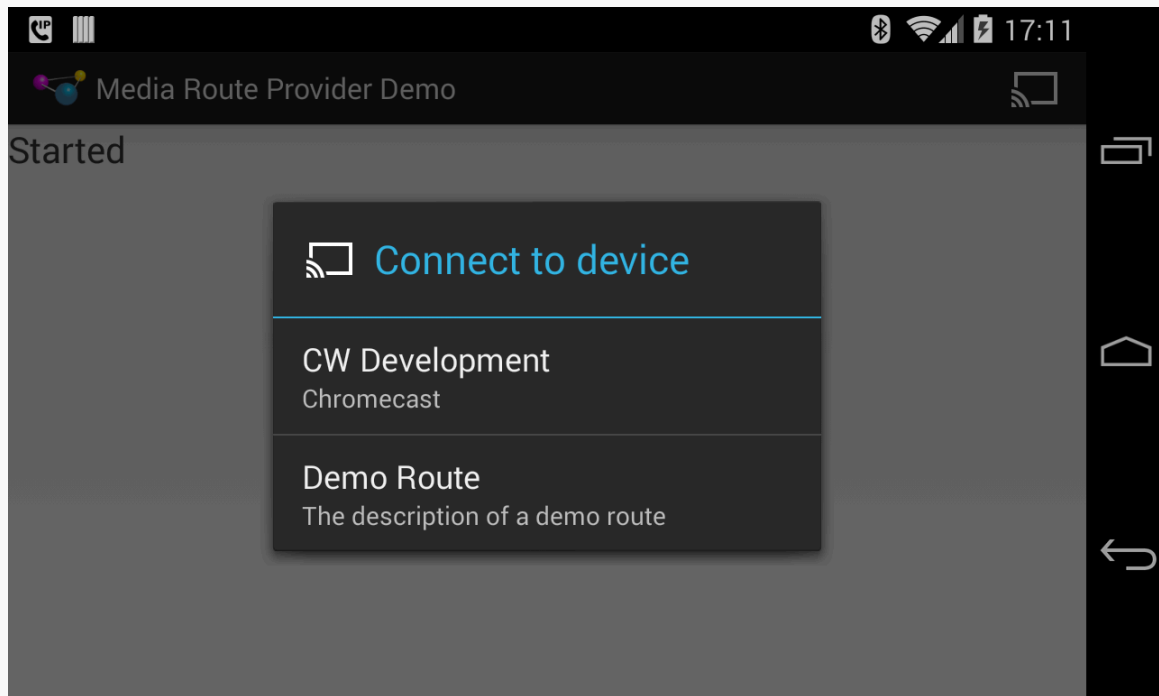 IP
17:11
Media Route Provider Demo
Started
Connect to device
CW Development
Chromecast
Demo Route
The description of a demo route